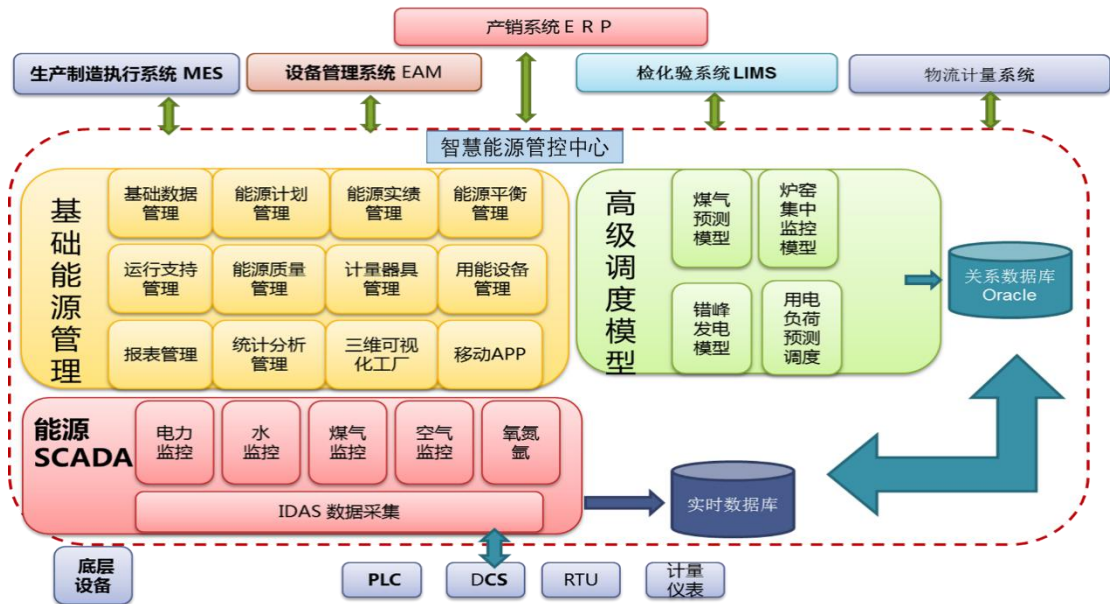 产销系统ERP
生产制造执行系统 MES
设备管理系统 EAM
检化验系统LIMS
物流计量系统
智慧能源管控中心
基础能源管理
基础数据
管理
能源计划
管理
能源实绩
管理
能源平衡
管理
运行支持
管理
能源质量
管理
计量器具
管理
用能设备
管理
报表管理
统计分析
管理
三维可视
化工厂
移动APP
高级调度模型
煤气
预测
模型
炉窑
集中
监控
模型
错峰
发电
模型
用电
负荷
预测
调度
关系数据库
Oracle
能源
SCADA
电力
监控
水
监控
煤气
监控
空气
监控
氧氮
氩
IDAS 数据采集
实时数据库
底层
设备
PLC
DCS
RTU
计量
仪表